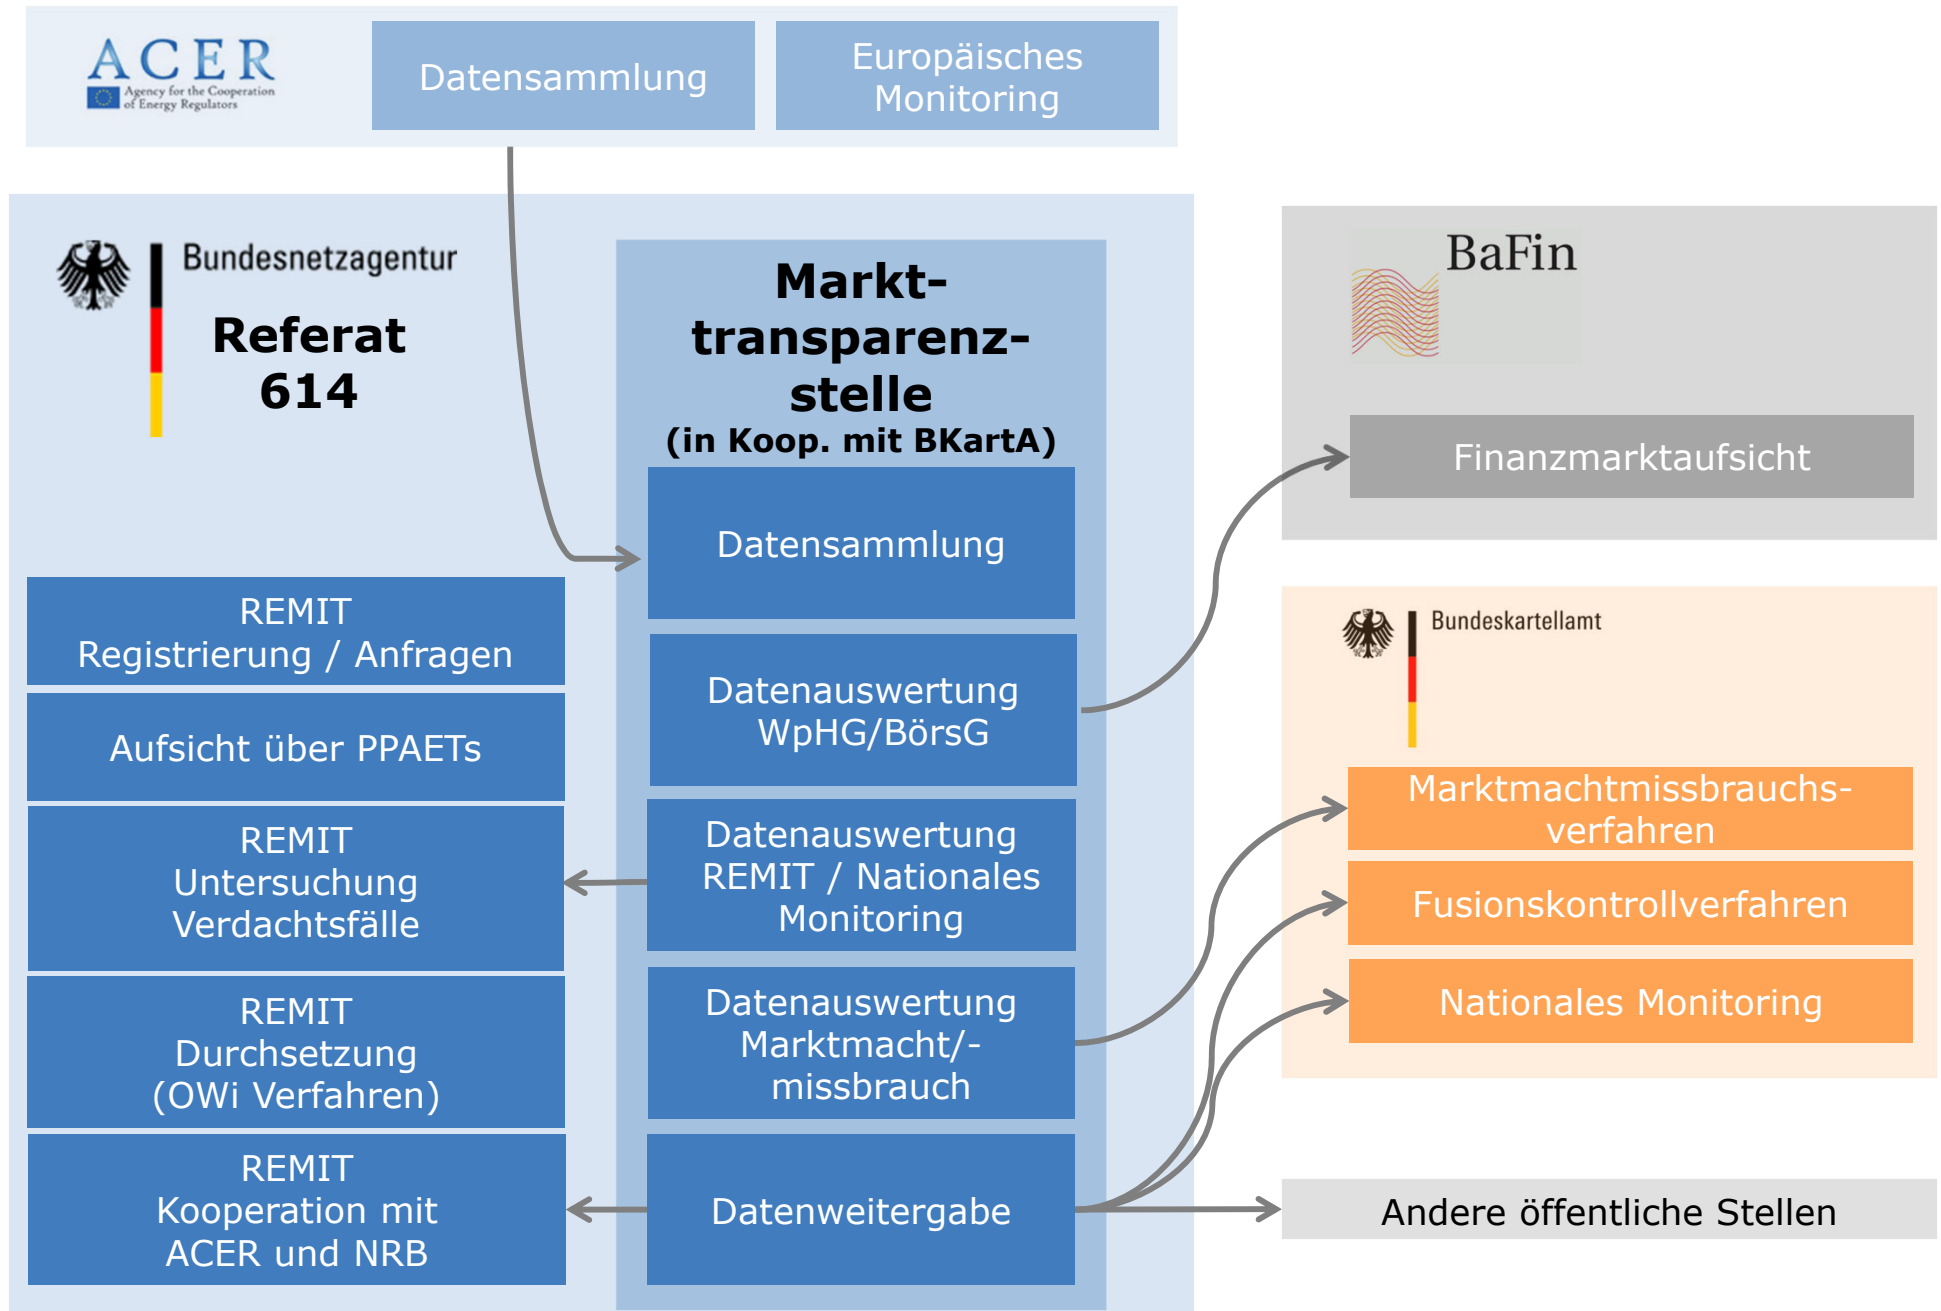 ACER
Agency for the Cooperation
of Energy Regulators
Datensammlung
Europäisches
Monitoring
Bundesnetzagentur
Referat
614
Markt-
transparenz-
stelle
(in Koop. mit BKartA)
Datensammlung
Datenauswertung
WpHG/BörsG
Datenauswertung
REMIT / Nationales
Monitoring
Datenauswertung
Marktmacht/-
missbrauch
Datenweitergabe
REMIT
Registrierung / Anfragen
Aufsicht über PPAETs
REMIT
Untersuchung
Verdachtsfälle
REMIT
Durchsetzung
(OWi Verfahren)
REMIT
Kooperation mit
ACER und NRB
BaFin
Finanzmarktaufsicht
Bundeskartellamt
Marktmachtmissbrauchs-
verfahren
Fusionskontrollverfahren
Nationales Monitoring
Andere öffentliche Stellen